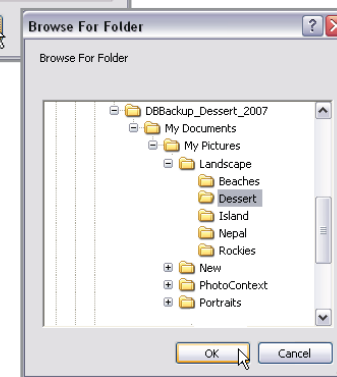 Browse For Folder
Browse For Folder
DBBackup_Dessert_2007
My Documents
My Pictures
Landscape
Beaches
Dessert
Island
Nepal
Rockies
New
PhotoContext
Portraits
OK
Cancel